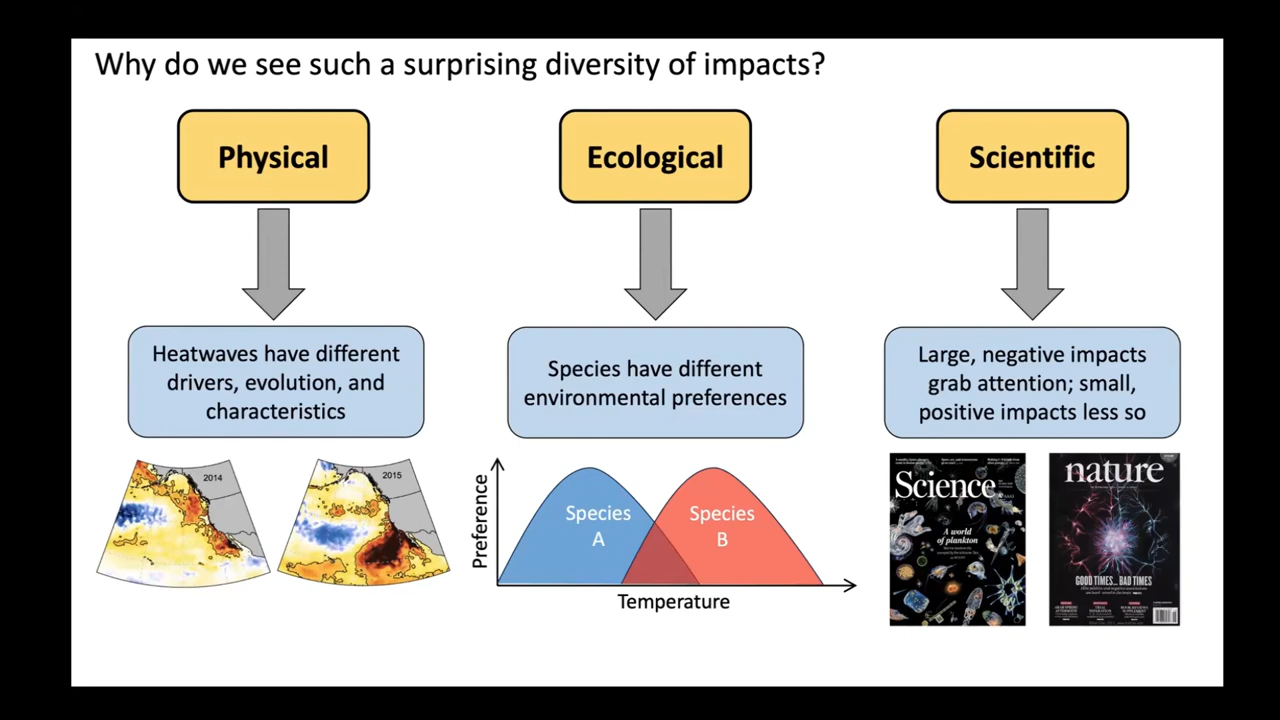 Why do we see such a surprising diversity of impacts?
Physical
Ecological
Scientific
Heatwaves have different
drivers, evolution, and
characteristics
Species have different
environmental preferences
Large, negative impacts
grab attention; small,
positive impacts less so
2014
2015
Preference
Species
A
Species
B
Temperature
Science
A world
of plankton
nature
GOOD TIMES... BAD TIMES